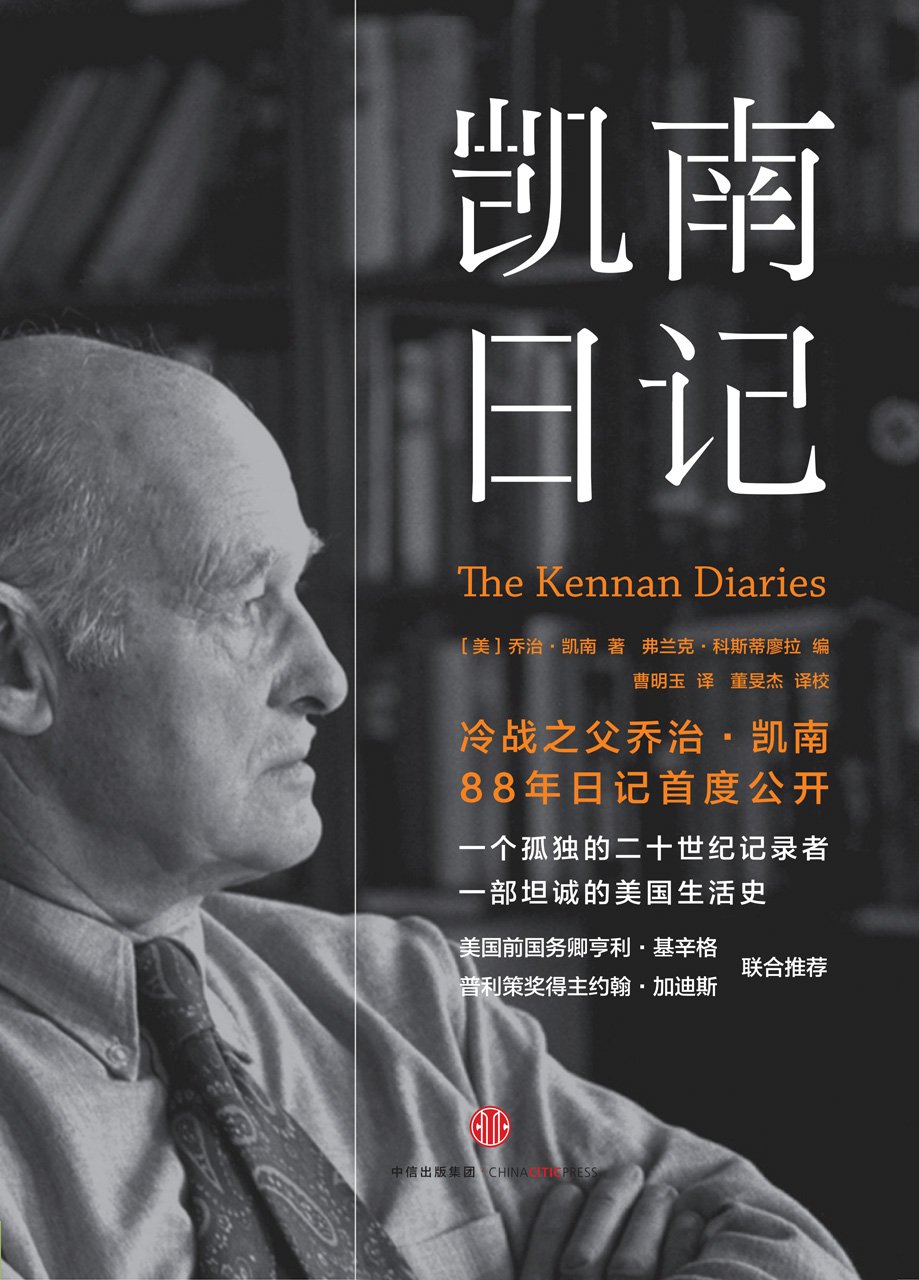 凯南
日记
The Kennan Diaries
［美］乔治·凯南 著 弗兰克·科斯蒂廖拉 编
曹明玉 译 董旻杰 译校
冷战之父乔治·凯南
88年日记首度公开
一个孤独的二十世纪记录者
一部坦诚的美国生活史
美国前国务卿亨利·基辛格
普利策奖得主约翰·加迪斯
联合推荐
中信出版集团·CHINACITICPRESS